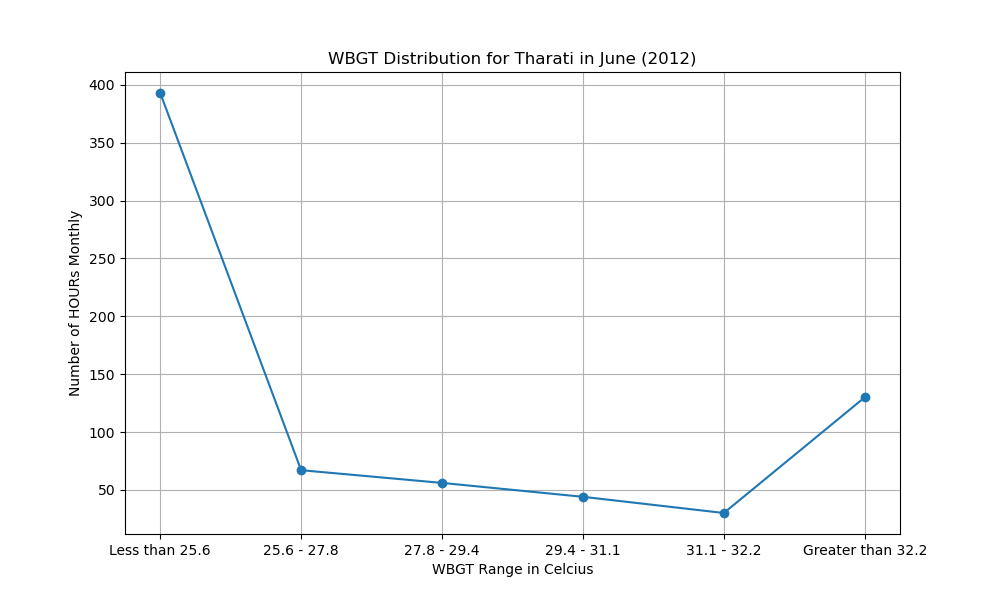 WBGT Distribution for Tharati in June (2012)
400
350
300
250
200
150
100
50
Number of HOURs Monthly
Less than 25.6
25.6 - 27.8
27.8 - 29.4
29.4 - 31.1
31.1 - 32.2
Greater than 32.2
WBGT Range in Celcius